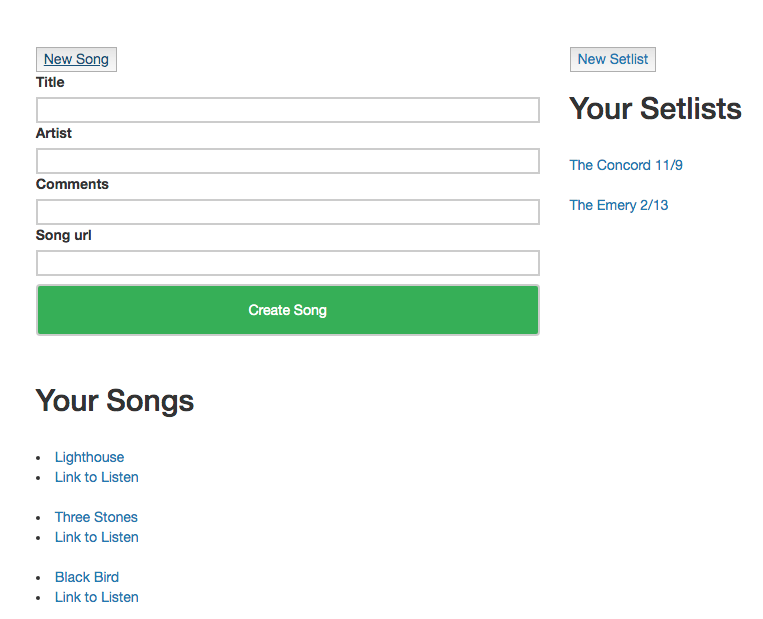 New Song
Title
Artist
Comments
Song url
Create Song
Your Songs
Lighthouse
Link to Listen
Three Stones
Link to Listen
Black Bird
Link to Listen
New Setlist
Your Setlists
The Concord 11/9
The Emery 2/13